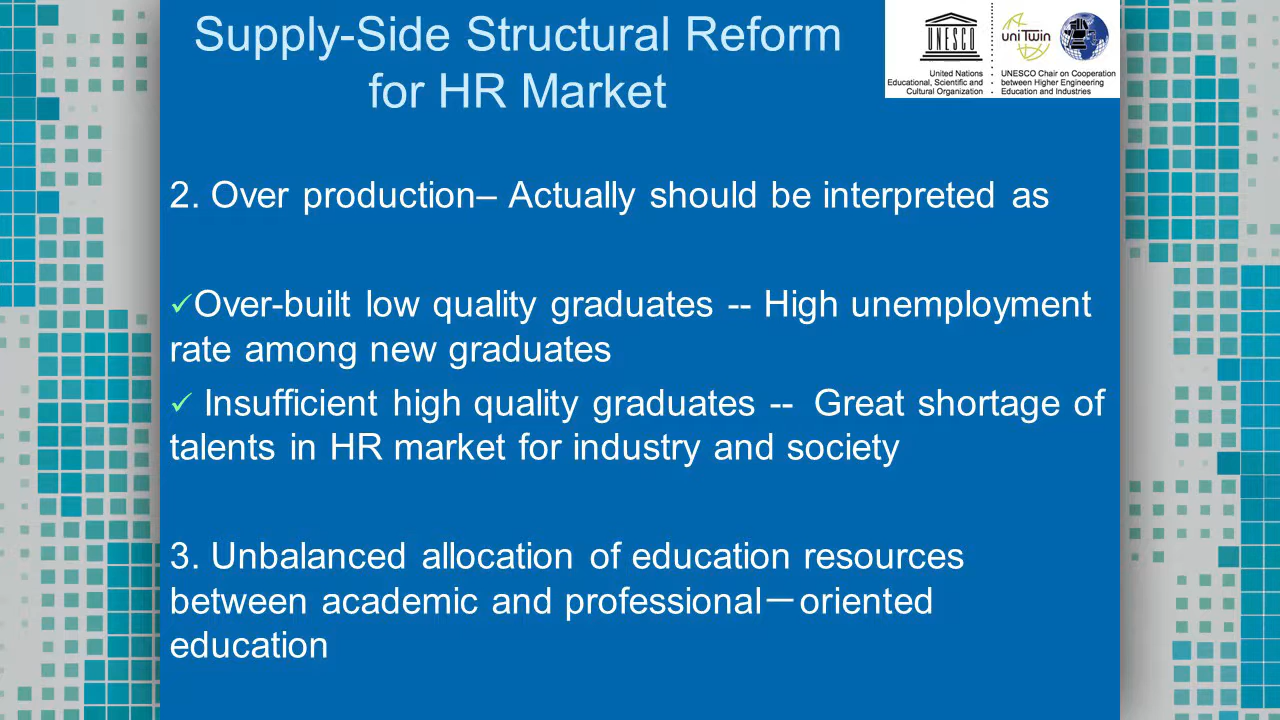 Supply-Side Structural Reform
for HR Market
UNESCO
uniTwin
United Nations
Educational, Scientific and
Cultural Organization
UNESCO Chair on Cooperation
between Higher Engineering
Education and Industries
2. Over production– Actually should be interpreted as
✓Over-built low quality graduates -- High unemployment
rate among new graduates
✓ Insufficient high quality graduates -- Great shortage of
talents in HR market for industry and society
3. Unbalanced allocation of education resources
between academic and professional－oriented
education